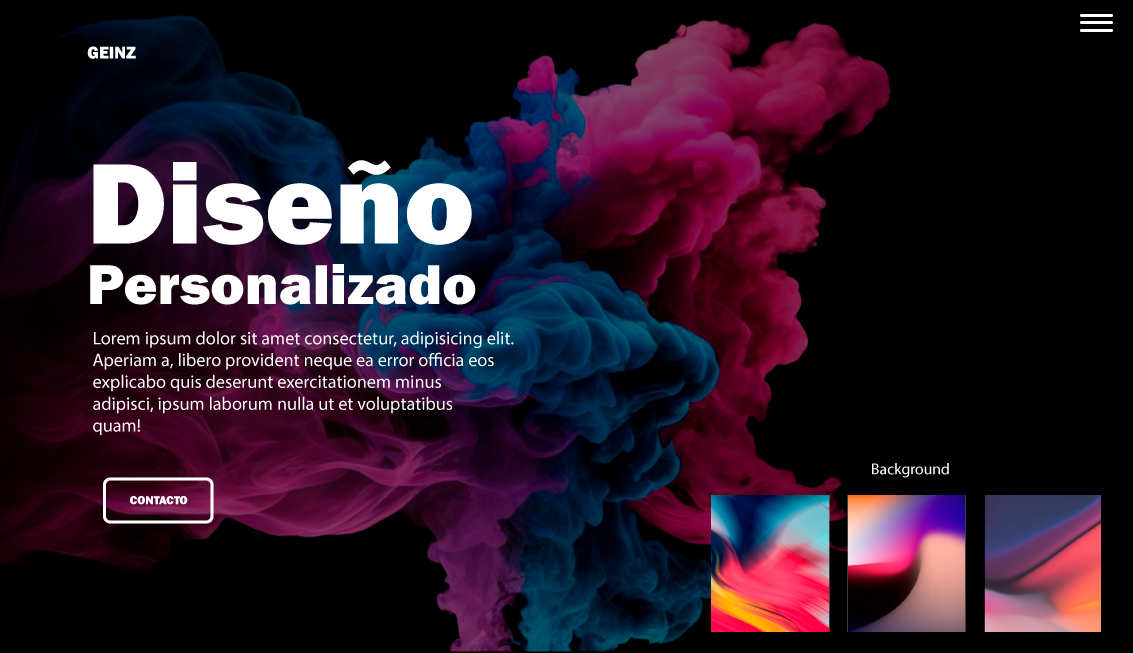 GEINZ
Diseño
Personalizado
Lorem ipsum dolor sit amet consectetur, adipisicing elit.
Aperiam a, libero provident neque ea error officia eos
explicabo quis deserunt exercitationem minus
adipisci, ipsum laborum nulla ut et voluptatibus
quam!
CONTACTO
Background